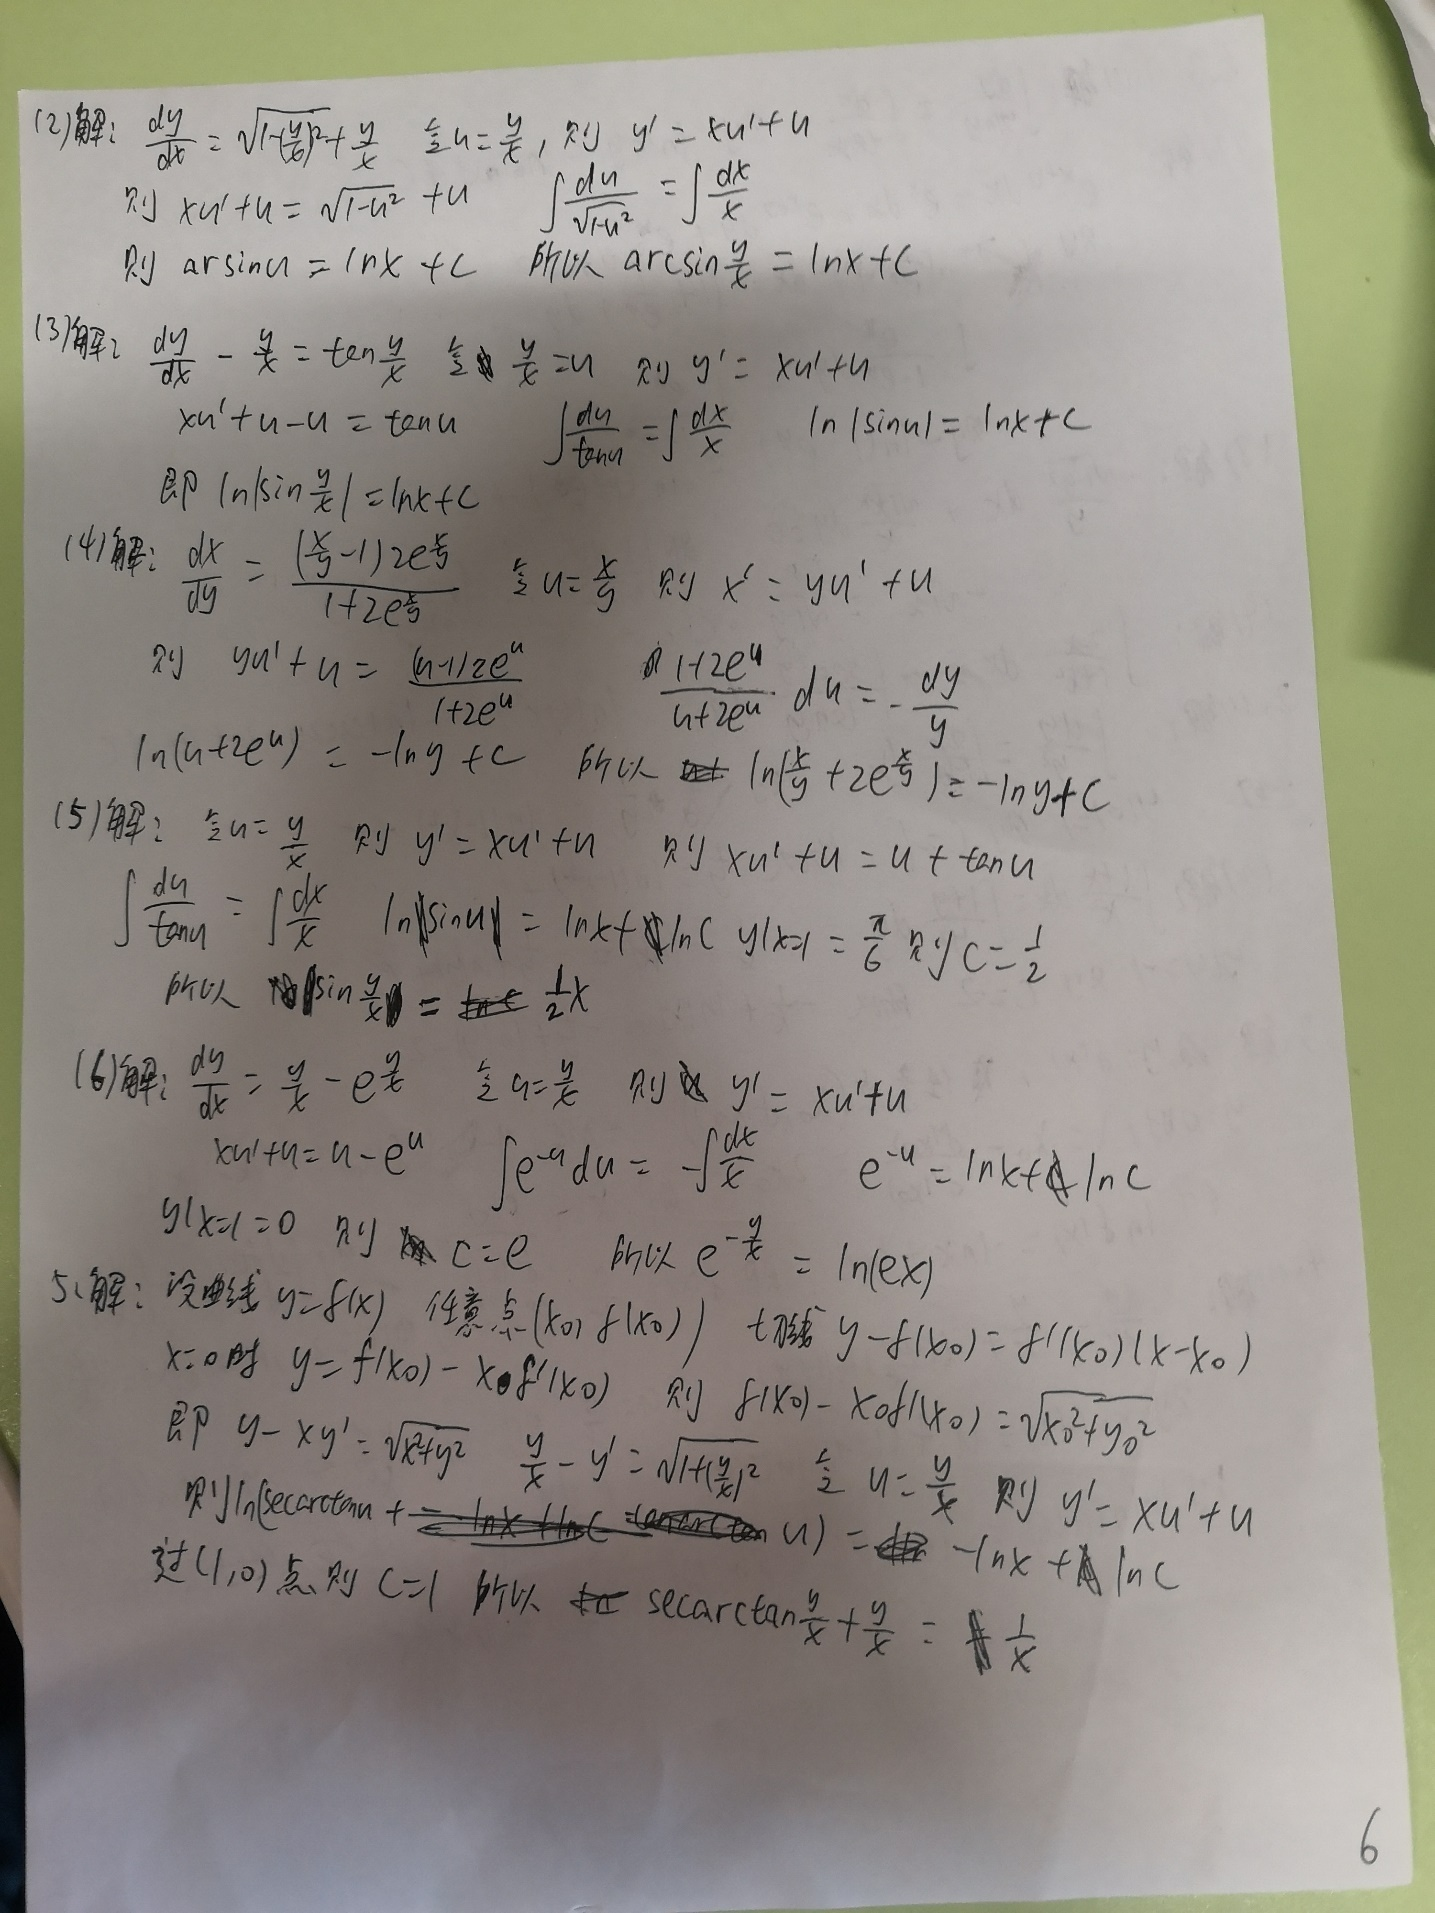 (2)解: dy/dx = √(1-(y/x)²) + y/x 令u = y/x, 则 y' = xu'+u
则 xu'+u = √(1-u²) + u ∫du/√(1-u²) = ∫dx/x
则 arsinu = lnx + C 所以 arcsin y/x = lnx + C
(3)解: dy/dx - y/x = tan y/x 令 y/x = u 则 y' = xu'+u
xu'+u-u = tanu ∫du/tanu = ∫dx/x ln|sinu| = lnx+C
即 ln|sin y/x| = lnx+C
(4)解: dx/dy = (x/y -1)2e^(x/y) / (1+2e^(x/y)) 令 u = x/y 则 x' = yu'+u
则 yu'+u = (u-1)2e^u / (1+2e^u) (1+2e^u)/(u+2e^u) du = - dy/y
ln(u+2e^u) = -lny + C 所以 ln(x/y + 2e^(x/y)) = -lny+C
(5)解: 令u = y/x 则 y' = xu'+u 则 xu'+u = u + tanu
∫du/tanu = ∫dx/x ln sinu = lnx + lnC y|x=1 = π/6 则 C = 1/2
所以 sin y/x = 1/2 x
(6)解: dy/dx = y/x - e^(y/x) 令 u = y/x 则 y' = xu'+u
xu'+u = u - e^u ∫e^(-u) du = -∫dx/x e^(-u) = lnx + lnC
y|x=1 = 0 则 C = e 所以 e^(-y/x) = ln(ex)
5.解: 设曲线 y = f(x) 任意点(x₀, f(x₀)) 切线 y - f(x₀) = f'(x₀)(x-x₀)
x=0时 y = f(x₀) - x₀f'(x₀) 则 f(x₀) - x₀f'(x₀) = √(x₀²+y₀²)
即 y - xy' = √(x²+y²) y/x - y' = √(1+(y/x)²) 令 u = y/x 则 y' = xu'+u
则 ln(secarctanu + u) = -lnx + lnC
过(1,0)点则 C=1 所以 secarctan y/x + y/x = 1/x
6